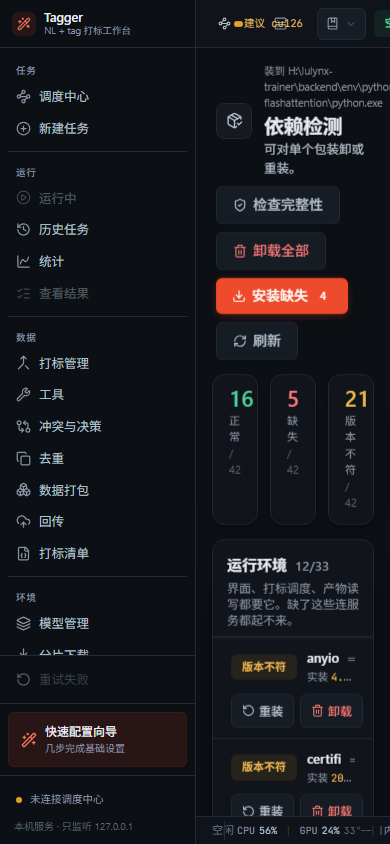 Tagger
NL + tag 打标工作台
任务
调度中心
新建任务
运行
运行中
历史任务
统计
查看结果
数据
打标管理
工具
冲突与决策
去重
数据打包
回传
打标清单
环境
模型管理
重试失败
快速配置向导
几步完成基础设置
未连接调度中心
本机服务 · 只监听 127.0.0.1
建议 cu126
装到 H:\lulynx-
trainer\backend\env\python
flashattention\python.exe
依赖检测
可对单个包装卸或
重装。
检查完整性
卸载全部
安装缺失 4
刷新
16
正常
/
42
5
缺失
/
42
21
版本不符
/
42
运行环境 12/33
界面、打标调度、产物读
写都要它。缺了这些连服
务都起不来。
版本不符 anyio =
实装 4.…
重装 卸载
版本不符 certifi
实装 20…
重装 卸载
空闲 CPU 56% GPU 24% 33°